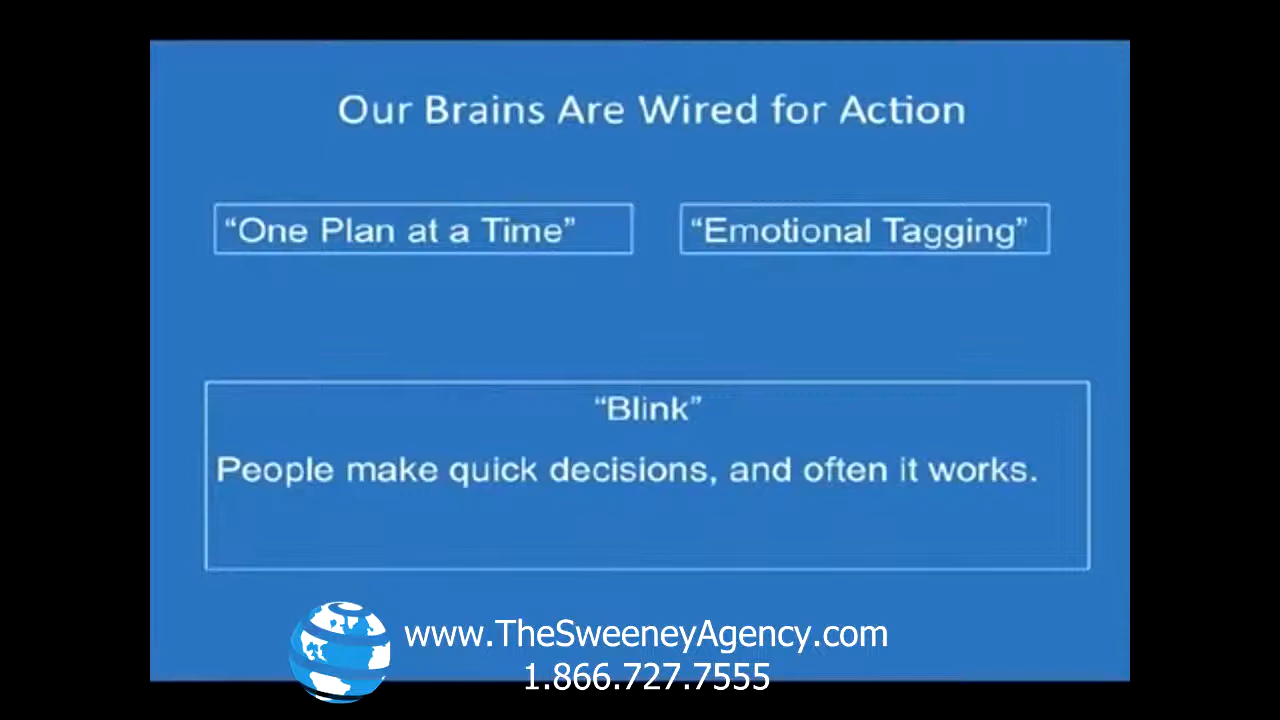 Our Brains Are Wired for Action
“One Plan at a Time”
“Emotional Tagging”
“Blink”
People make quick decisions, and often it works.
www.TheSweeneyAgency.com
1.866.727.7555